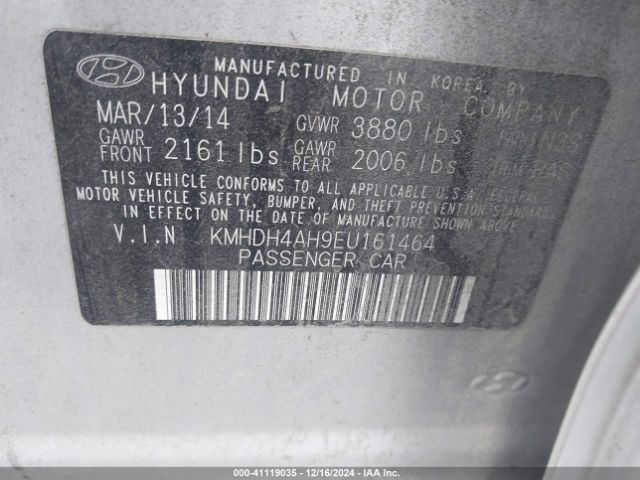 MANUFACTURED IN KOREA BY
HYUNDAI MOTOR COMPANY
MAR/13/14 GVWR 3880 lbs
GAWR FRONT 2161 lbs GAWR REAR 2006 lbs
THIS VEHICLE CONFORMS TO ALL APPLICABLE U.S.A. FEDERAL
MOTOR VEHICLE SAFETY, BUMPER, AND THEFT PREVENTION
STANDARDS IN EFFECT ON THE DATE OF MANUFACTURE SHOWN ABOVE.
V.I.N KMHDH4AH9EU161464
PASSENGER CAR
000-41119035 - 12/16/2024 - IAA Inc.